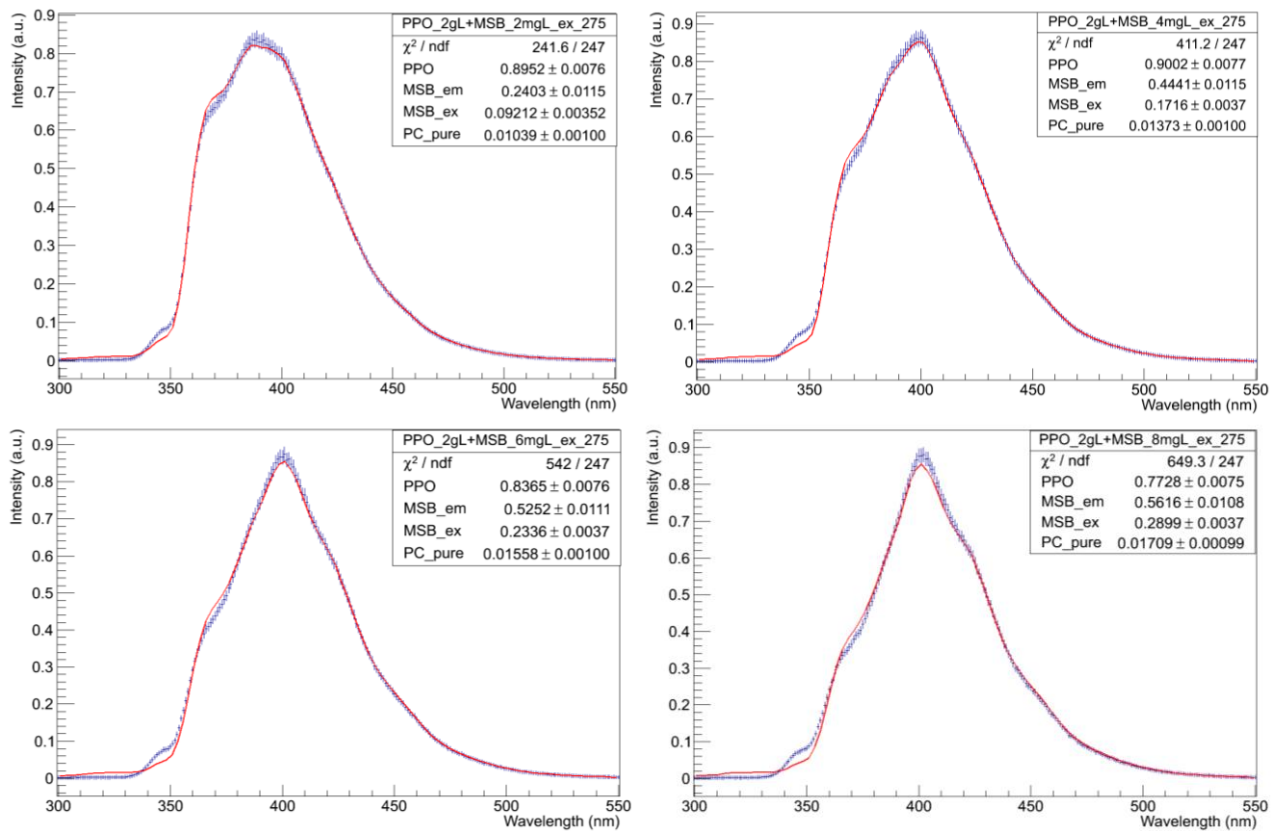 PPO_2gL+MSB_2mgL_ex_275
χ² / ndf 241.6 / 247
PPO 0.8952 ± 0.0076
MSB_em 0.2403 ± 0.0115
MSB_ex 0.09212 ± 0.00352
PC_pure 0.01039 ± 0.00100
Intensity (a.u.)
0.9
0.8
0.7
0.6
0.5
0.4
0.3
0.2
0.1
0
300 350 400 450 500 550
Wavelength (nm)
PPO_2gL+MSB_4mgL_ex_275
χ² / ndf 411.2 / 247
PPO 0.9002 ± 0.0077
MSB_em 0.4441± 0.0115
MSB_ex 0.1716 ± 0.0037
PC_pure 0.01373 ± 0.00100
Intensity (a.u.)
0.9
0.8
0.7
0.6
0.5
0.4
0.3
0.2
0.1
0
300 350 400 450 500 550
Wavelength (nm)
PPO_2gL+MSB_6mgL_ex_275
χ² / ndf 542 / 247
PPO 0.8365 ± 0.0076
MSB_em 0.5252 ± 0.0111
MSB_ex 0.2336 ± 0.0037
PC_pure 0.01558 ± 0.00100
Intensity (a.u.)
0.9
0.8
0.7
0.6
0.5
0.4
0.3
0.2
0.1
0
300 350 400 450 500 550
Wavelength (nm)
PPO_2gL+MSB_8mgL_ex_275
χ² / ndf 649.3 / 247
PPO 0.7728 ± 0.0075
MSB_em 0.5616 ± 0.0108
MSB_ex 0.2899 ± 0.0037
PC_pure 0.01709 ± 0.00099
Intensity (a.u.)
0.9
0.8
0.7
0.6
0.5
0.4
0.3
0.2
0.1
0
300 350 400 450 500 550
Wavelength (nm)